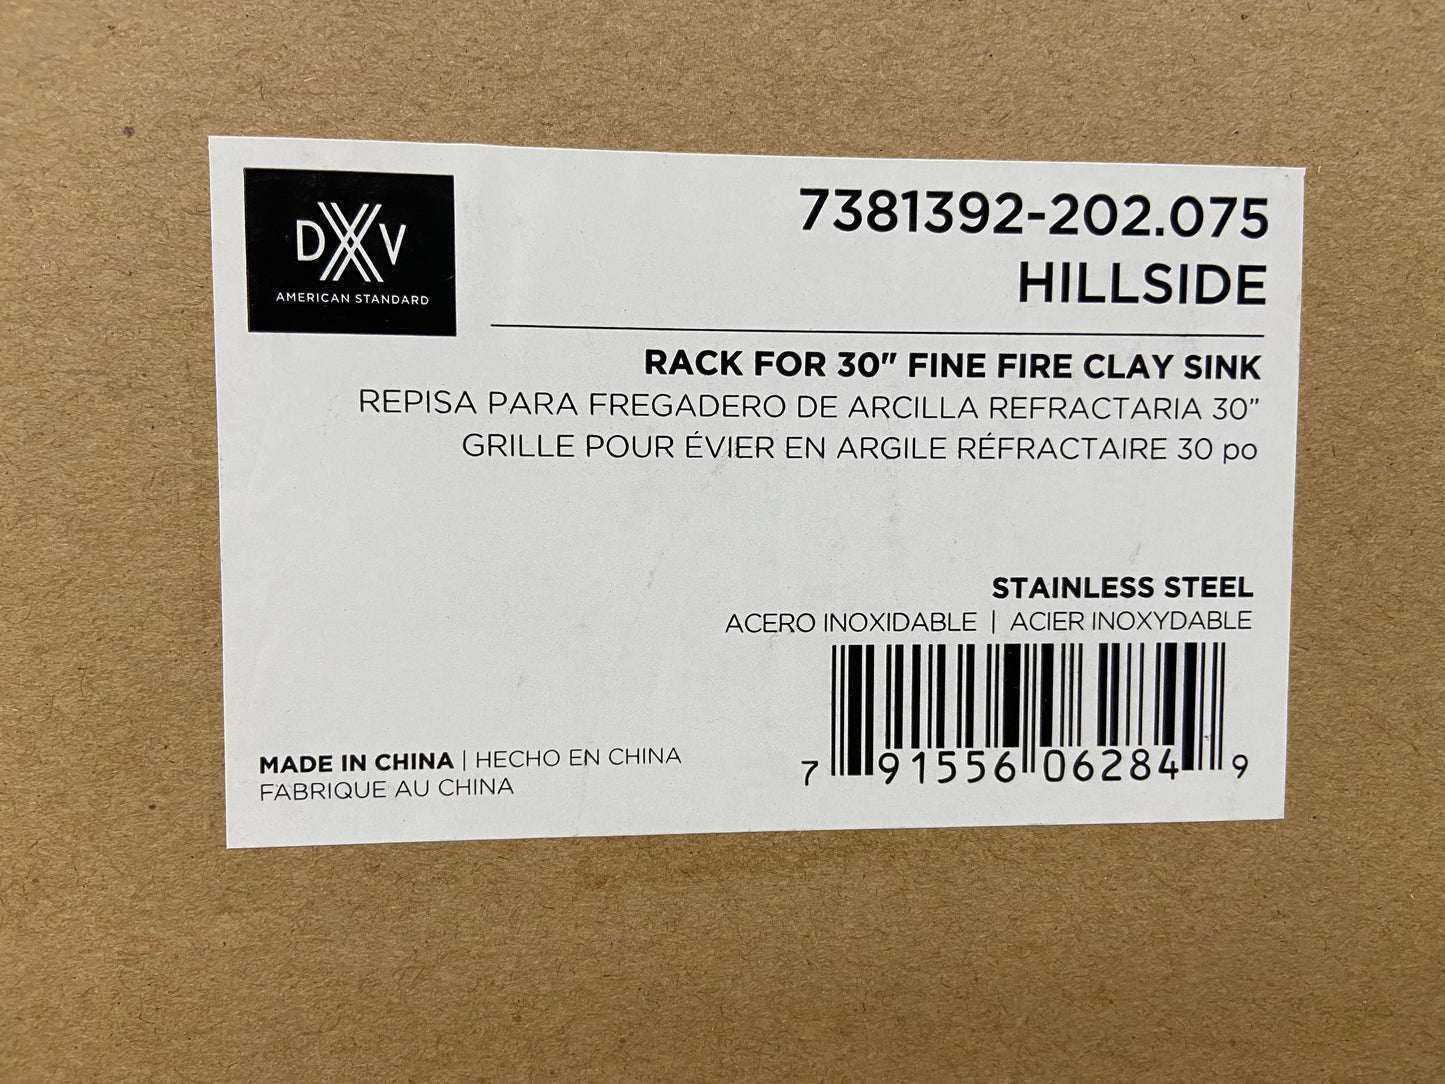 DXV
AMERICAN STANDARD
7381392-202.075
HILLSIDE
RACK FOR 30" FINE FIRE CLAY SINK
REPISA PARA FREGADERO DE ARCILLA REFRACTARIA 30"
GRILLE POUR ÉVIER EN ARGILE RÉFRACTAIRE 30 po
STAINLESS STEEL
ACERO INOXIDABLE | ACIER INOXYDABLE
MADE IN CHINA | HECHO EN CHINA
FABRIQUE AU CHINA
7 91556 06284 9